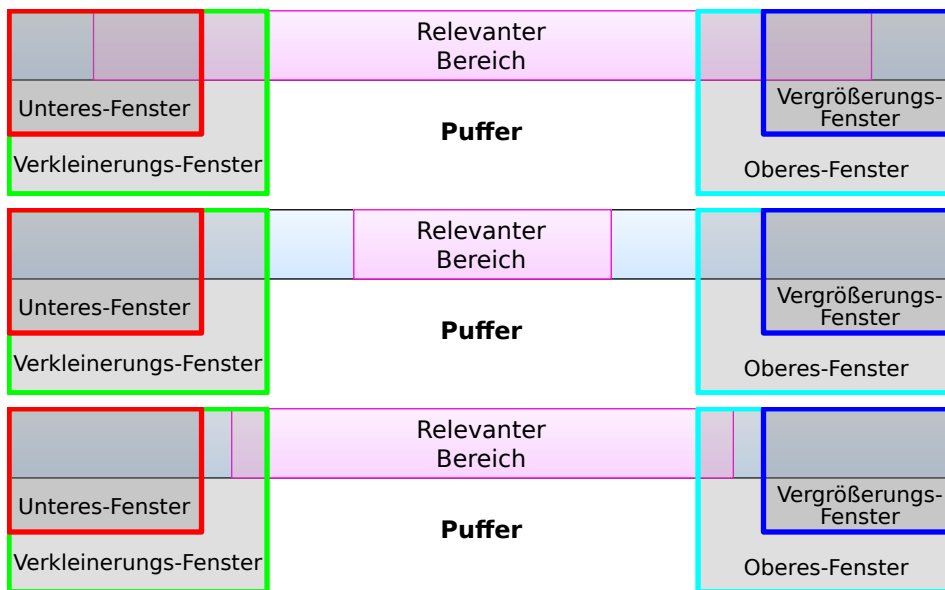 Relevanter
Bereich
Unteres-Fenster
Vergrößerungs-
Fenster
Puffer
Verkleinerungs-Fenster
Oberes-Fenster
Relevanter
Bereich
Unteres-Fenster
Vergrößerungs-
Fenster
Puffer
Verkleinerungs-Fenster
Oberes-Fenster
Relevanter
Bereich
Unteres-Fenster
Vergrößerungs-
Fenster
Puffer
Verkleinerungs-Fenster
Oberes-Fenster